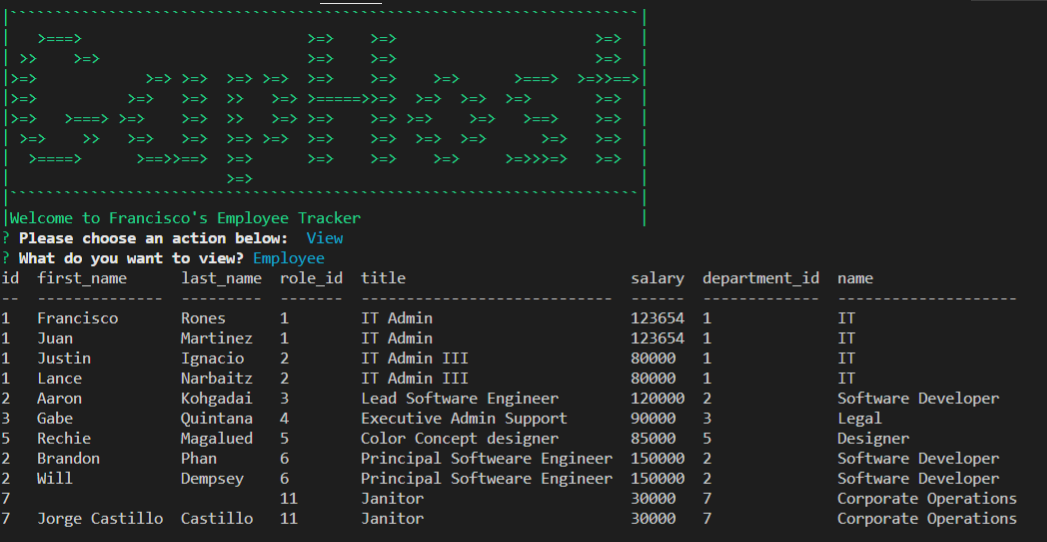 |``````````````````````````````````````````````````````````````````````|
|   >===>                         >=>    >=>                      >=>  |
| >>    >=>                       >=>    >=>                      >=>  |
|>=>            >=> >=>  >=> >=>  >=>    >=>    >=>      >===>  >=>>==>|
|>=>          >=>   >=>  >>   >=> >=====>>=>  >=> >=>  >=>       >=>   |
|>=>   >===> >=>    >=>  >>   >=> >=>    >=> >=>    >=>   >==>   >=>   |
| >=>    >>   >=>   >=>  >=> >=>  >=>    >=>  >=> >=>      >=>   >=>   |
|  >====>      >==>>==>  >=>      >=>    >=>    >=>    >=>>>=>   >=>   |
|                        >=>                                           |
|``````````````````````````````````````````````````````````````````````|
|Welcome to Francisco's Employee Tracker                               |
? Please choose an action below:  View
? What do you want to view? Employee
id  first_name      last_name  role_id  title                         salary  department_id  name
--  --------------  ---------  -------  ----------------------------  ------  -------------  --------------------
1   Francisco       Rones      1        IT Admin                      123654  1              IT
1   Juan            Martinez   1        IT Admin                      123654  1              IT
1   Justin          Ignacio    2        IT Admin III                  80000   1              IT
1   Lance           Narbaitz   2        IT Admin III                  80000   1              IT
2   Aaron           Kohgadai   3        Lead Software Engineer        120000  2              Software Developer
3   Gabe            Quintana   4        Executive Admin Support       90000   3              Legal
5   Rechie          Magalued   5        Color Concept designer        85000   5              Designer
2   Brandon         Phan       6        Principal Softweare Engineer  150000  2              Software Developer
2   Will            Dempsey    6        Principal Softweare Engineer  150000  2              Software Developer
7                              11       Janitor                       30000   7              Corporate Operations
7   Jorge Castillo  Castillo   11       Janitor                       30000   7              Corporate Operations